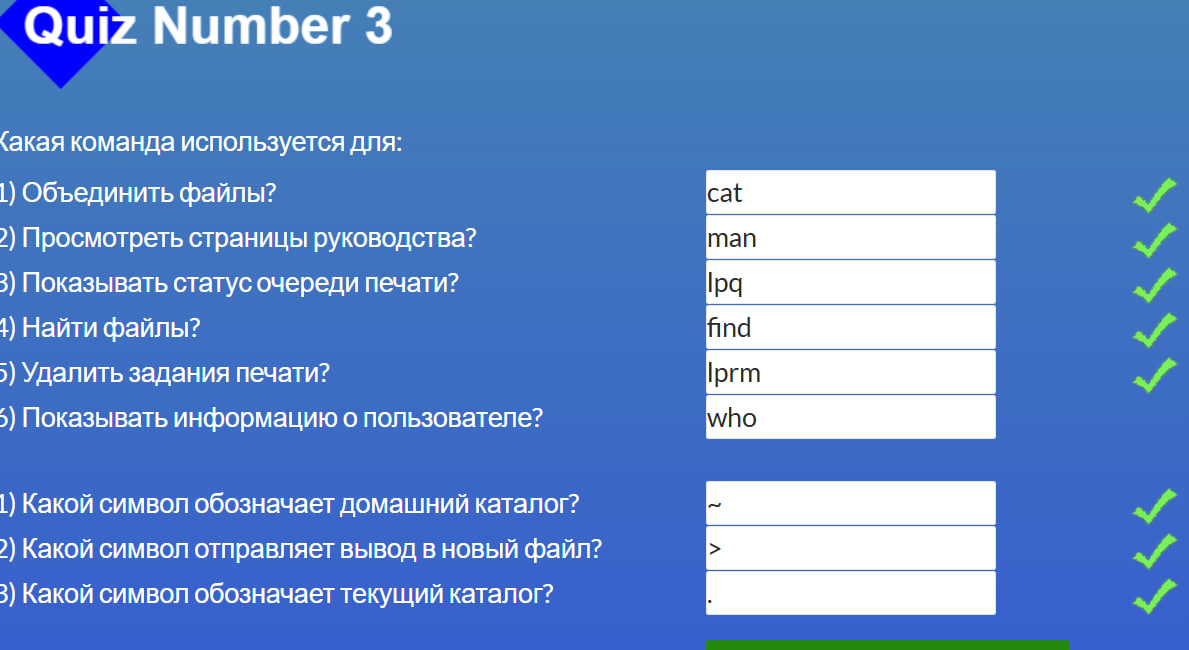 Quiz Number 3
Какая команда используется для:
1) Объединить файлы? cat
2) Просмотреть страницы руководства? man
3) Показывать статус очереди печати? lpq
4) Найти файлы? find
5) Удалить задания печати? lprm
6) Показывать информацию о пользователе? who
1) Какой символ обозначает домашний каталог? ~
2) Какой символ отправляет вывод в новый файл? >
3) Какой символ обозначает текущий каталог? .